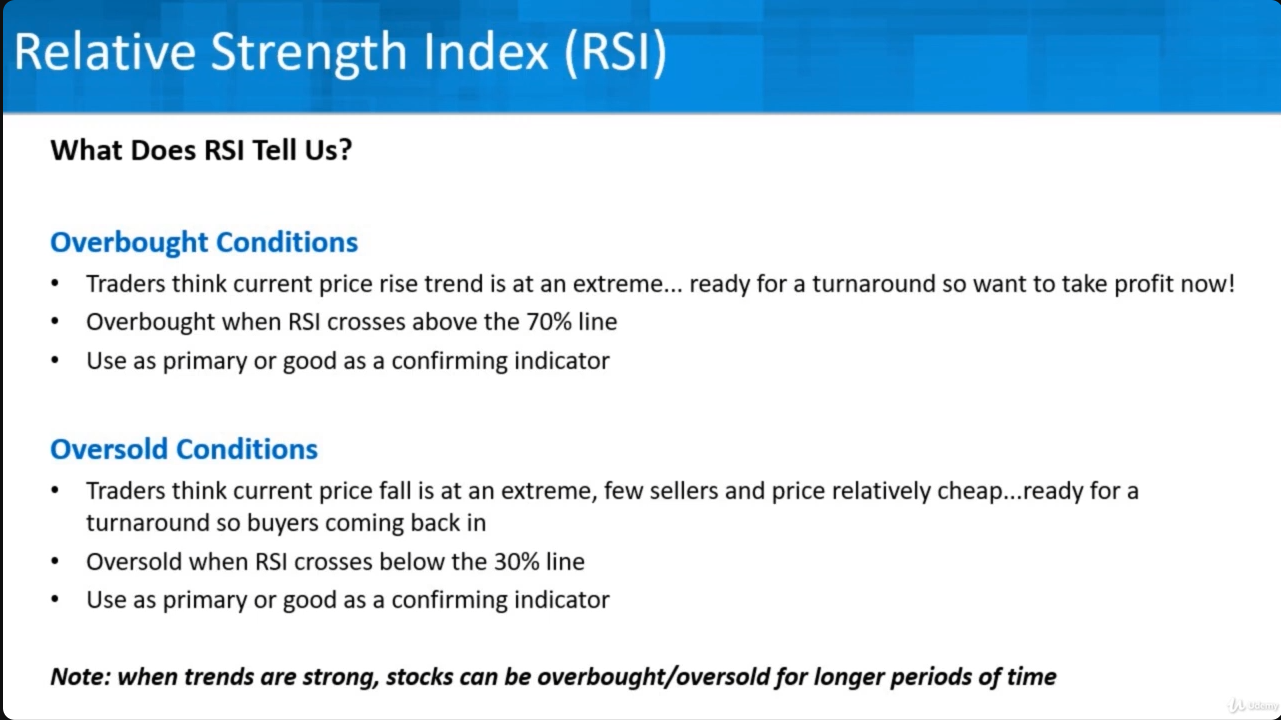 Relative Strength Index (RSI)
What Does RSI Tell Us?
Overbought Conditions
• Traders think current price rise trend is at an extreme... ready for a turnaround so want to take profit now!
• Overbought when RSI crosses above the 70% line
• Use as primary or good as a confirming indicator
Oversold Conditions
• Traders think current price fall is at an extreme, few sellers and price relatively cheap...ready for a
turnaround so buyers coming back in
• Oversold when RSI crosses below the 30% line
• Use as primary or good as a confirming indicator
Note: when trends are strong, stocks can be overbought/oversold for longer periods of time
Udemy